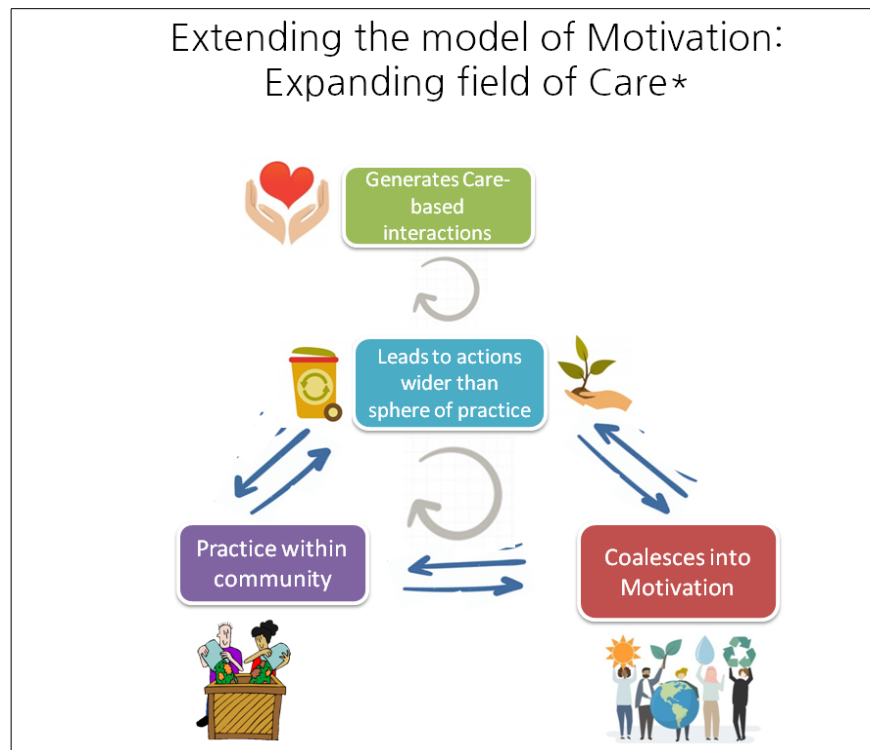 Extending the model of Motivation:
Expanding field of Care*
Generates Care-
based
interactions
Leads to actions
wider than
sphere of practice
Practice within
community
Coalesces into
Motivation